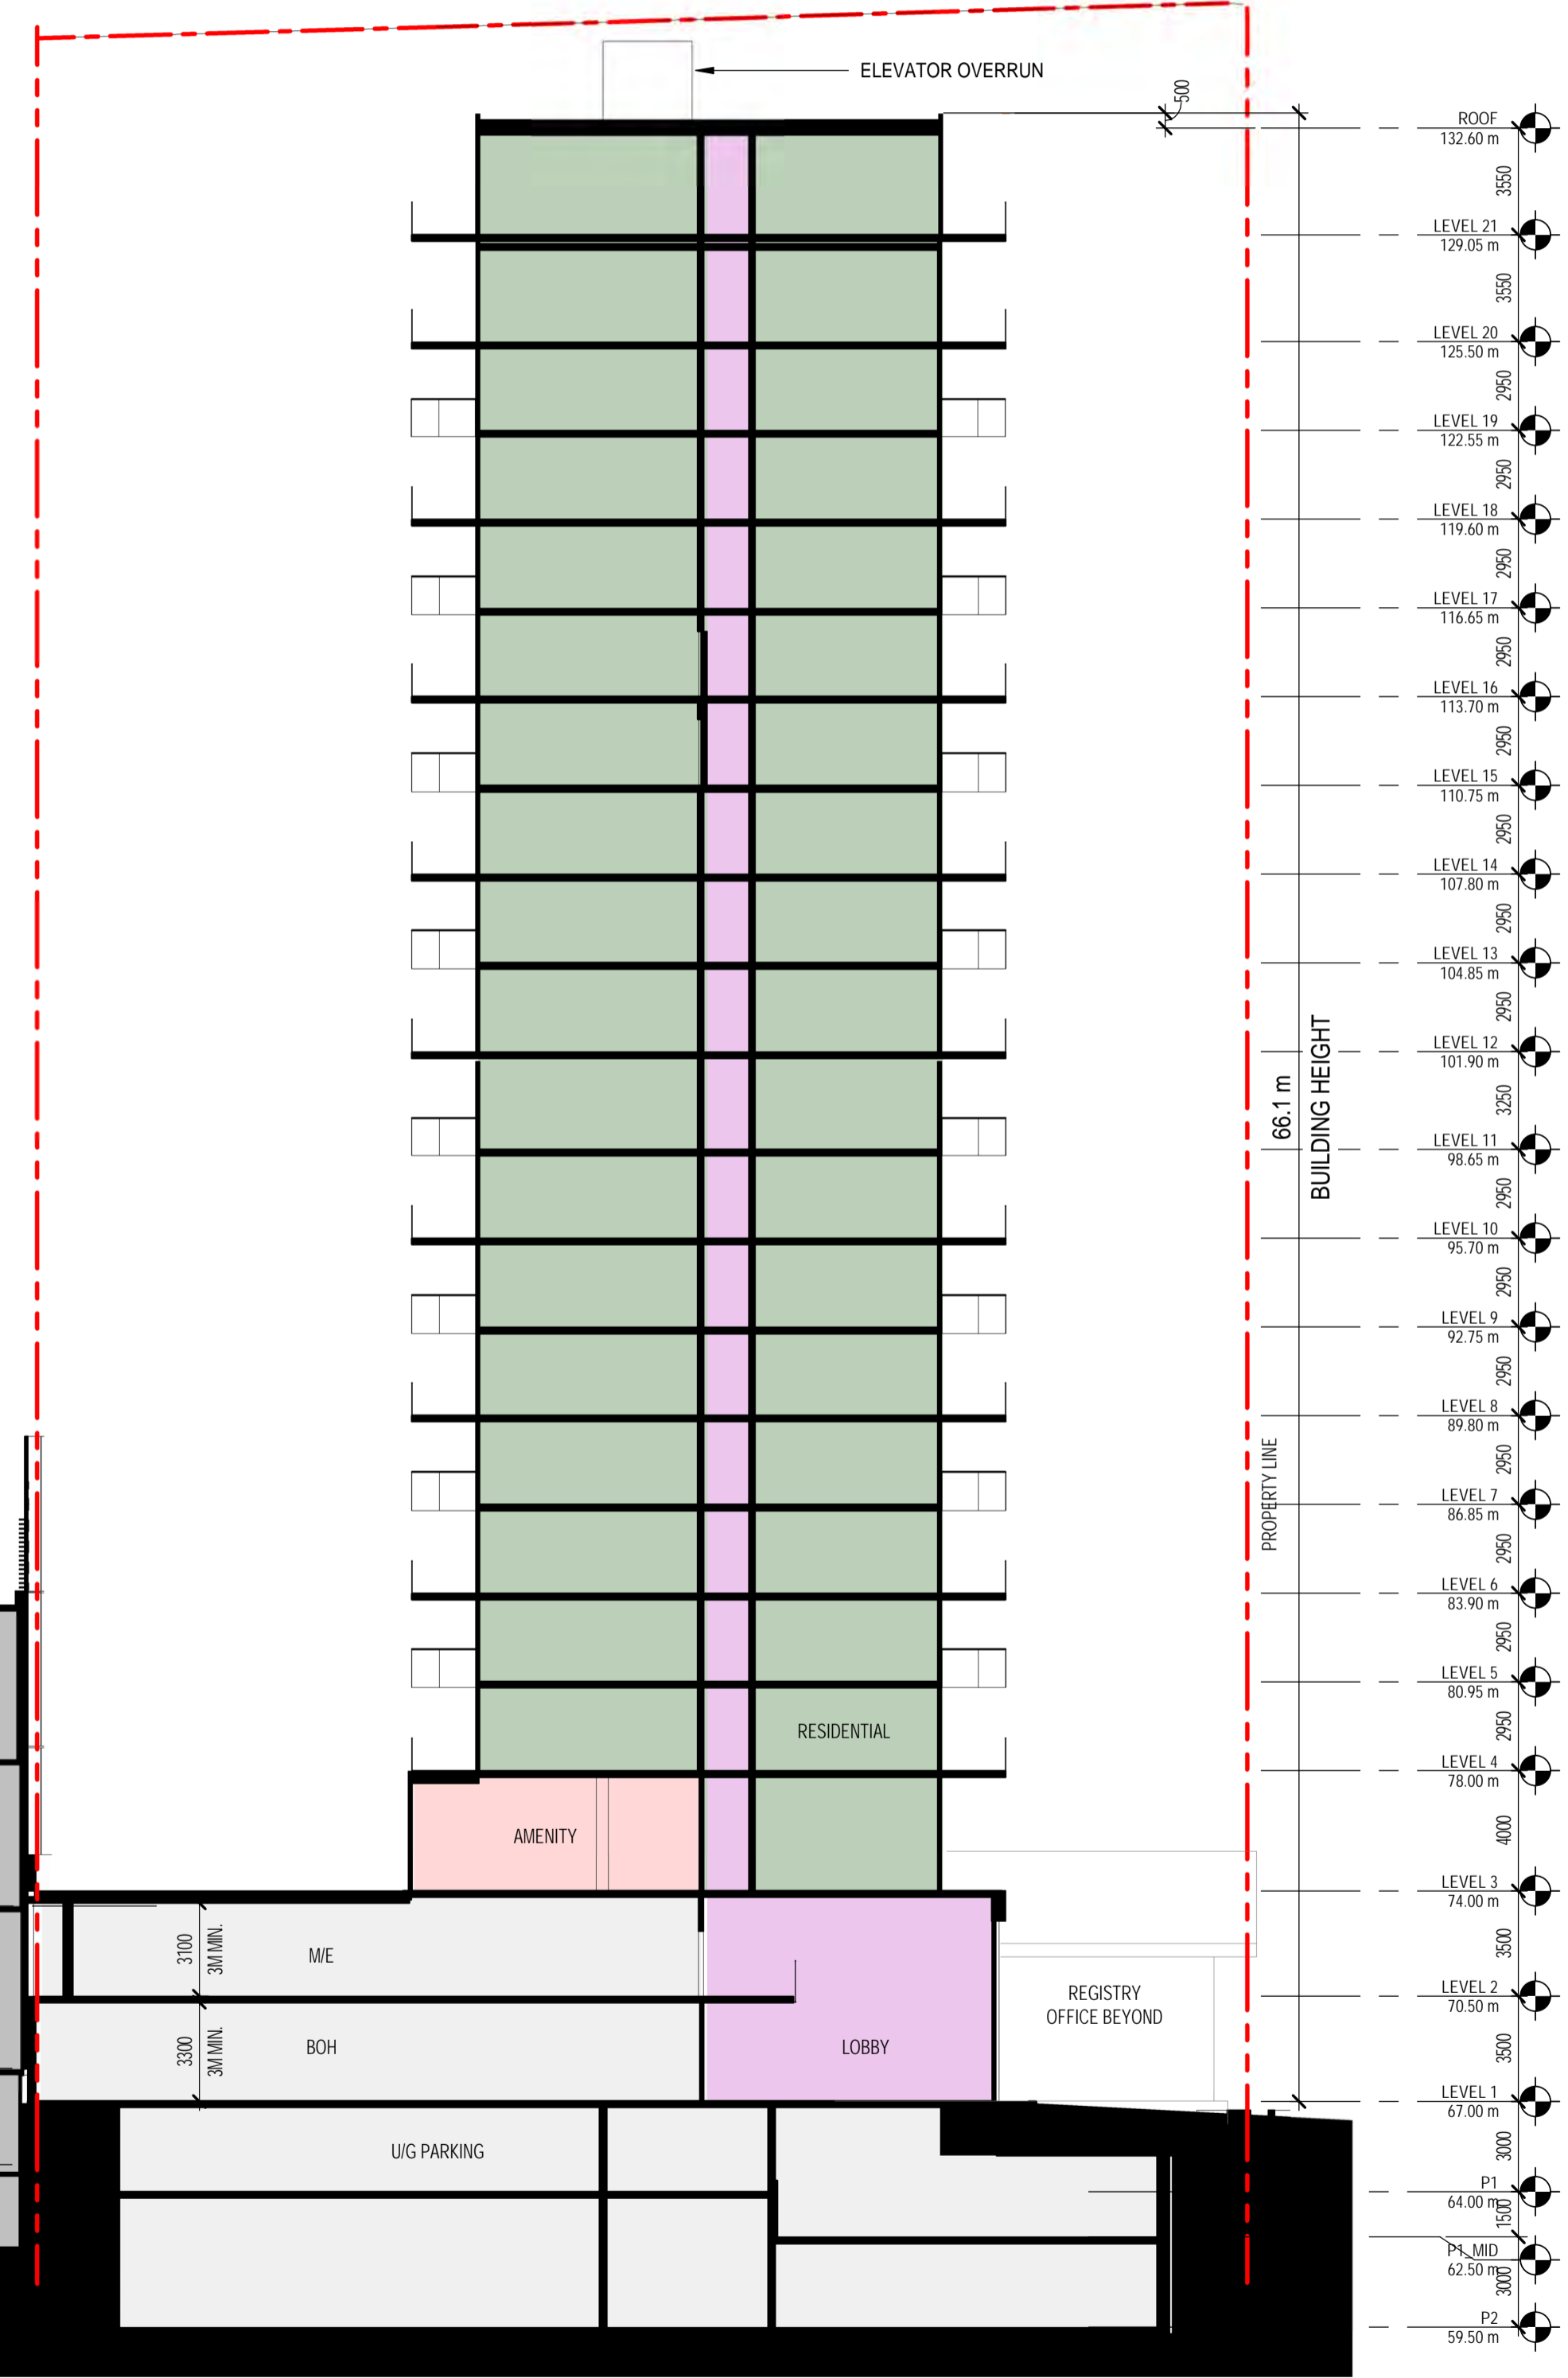 ELEVATOR OVERRUN
500
ROOF
132.60 m
3550
LEVEL 21
129.05 m
3550
LEVEL 20
125.50 m
2950
LEVEL 19
122.55 m
2950
LEVEL 18
119.60 m
2950
LEVEL 17
116.65 m
2950
LEVEL 16
113.70 m
2950
LEVEL 15
110.75 m
2950
LEVEL 14
107.80 m
2950
LEVEL 13
104.85 m
2950
LEVEL 12
101.90 m
3250
66.1 m
BUILDING HEIGHT
LEVEL 11
98.65 m
2950
LEVEL 10
95.70 m
2950
LEVEL 9
92.75 m
2950
LEVEL 8
89.80 m
2950
PROPERTY LINE
LEVEL 7
86.85 m
2950
LEVEL 6
83.90 m
2950
LEVEL 5
80.95 m
2950
RESIDENTIAL
LEVEL 4
78.00 m
4000
AMENITY
LEVEL 3
74.00 m
3500
3100
3M MIN.
M/E
LEVEL 2
70.50 m
3500
REGISTRY
OFFICE BEYOND
3300
3M MIN.
BOH
LOBBY
LEVEL 1
67.00 m
3000
U/G PARKING
P1
64.00 m
1500
P1_MID
62.50 m
3000
P2
59.50 m